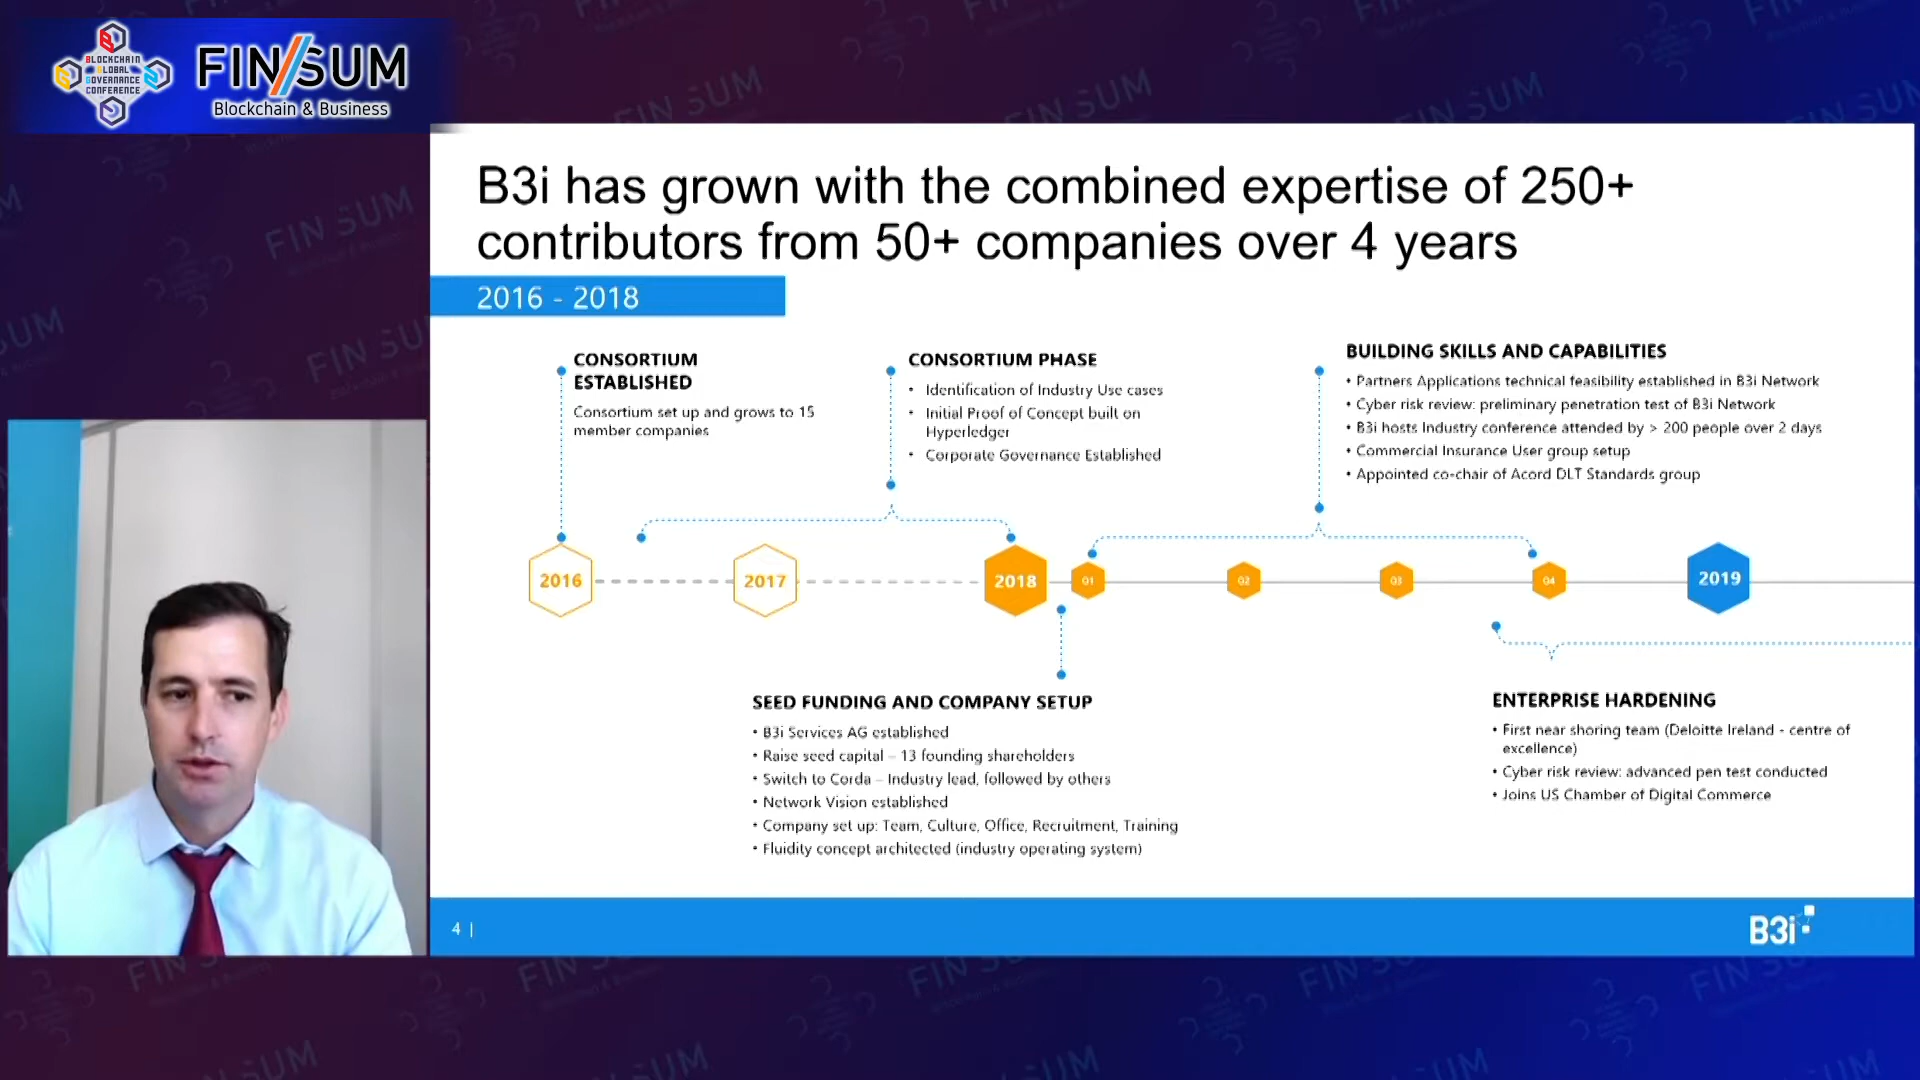 BLOCKCHAIN
GLOBAL
GOVERNANCE
CONFERENCE
FIN/SUM
Blockchain & Business
B3i has grown with the combined expertise of 250+
contributors from 50+ companies over 4 years
2016 - 2018
CONSORTIUM
ESTABLISHED
Consortium set up and grows to 15
member companies
CONSORTIUM PHASE
• Identification of Industry Use cases
• Initial Proof of Concept built on
Hyperledger
• Corporate Governance Established
BUILDING SKILLS AND CAPABILITIES
• Partners Applications technical feasibility established in B3i Network
• Cyber risk review: preliminary penetration test of B3i Network
• B3i hosts Industry conference attended by > 200 people over 2 days
• Commercial Insurance User group setup
• Appointed co-chair of Acord DLT Standards group
2016
2017
2018
Q1
Q2
Q3
Q4
2019
SEED FUNDING AND COMPANY SETUP
• B3i Services AG established
• Raise seed capital – 13 founding shareholders
• Switch to Corda – Industry lead, followed by others
• Network Vision established
• Company set up: Team, Culture, Office, Recruitment, Training
• Fluidity concept architected (industry operating system)
ENTERPRISE HARDENING
• First near shoring team (Deloitte Ireland - centre of
excellence)
• Cyber risk review: advanced pen test conducted
• Joins US Chamber of Digital Commerce
4 |
B3i